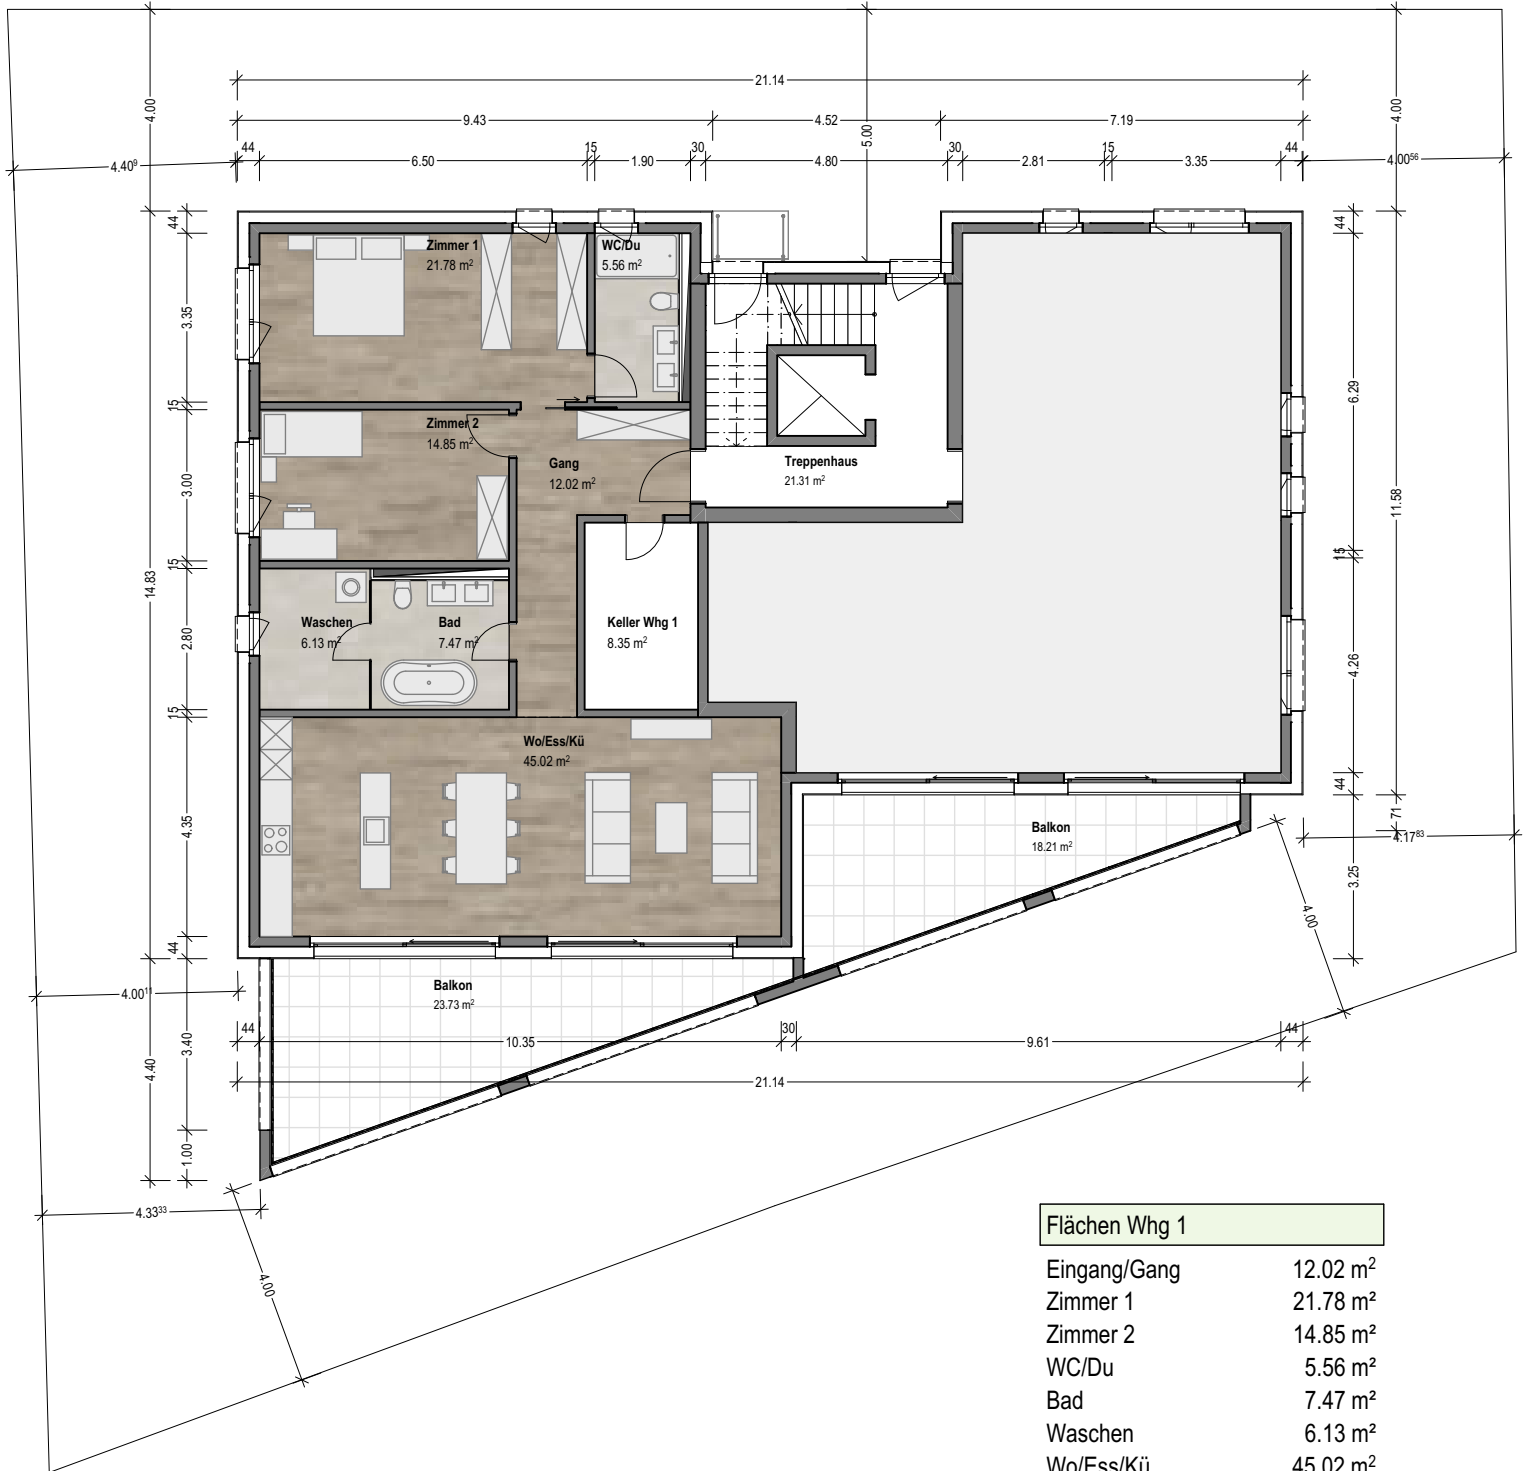 21.14
9.43
4.52
7.19
4.00
5.00
4.00
4.40⁹
44
6.50
15
1.90
30
4.80
30
2.81
15
3.35
44
4.00⁵⁶
44
3.35
15
3.00
15
2.80
15
4.35
44
14.83
Zimmer 1
21.78 m²
WC/Du
5.56 m²
Zimmer 2
14.85 m²
Gang
12.02 m²
Treppenhaus
21.31 m²
Waschen
6.13 m²
Bad
7.47 m²
Keller Whg 1
8.35 m²
Wo/Ess/Kü
45.02 m²
44
6.29
15
4.26
44
11.58
71
3.25
4.17⁸³
Balkon
18.21 m²
4.00
Balkon
23.73 m²
4.00¹¹
3.40
4.40
1.00
44
10.35
30
9.61
44
21.14
4.33³³
4.00
Flächen Whg 1
Eingang/Gang 12.02 m²
Zimmer 1 21.78 m²
Zimmer 2 14.85 m²
WC/Du 5.56 m²
Bad 7.47 m²
Waschen 6.13 m²
Wo/Ess/Kü 45.02 m²